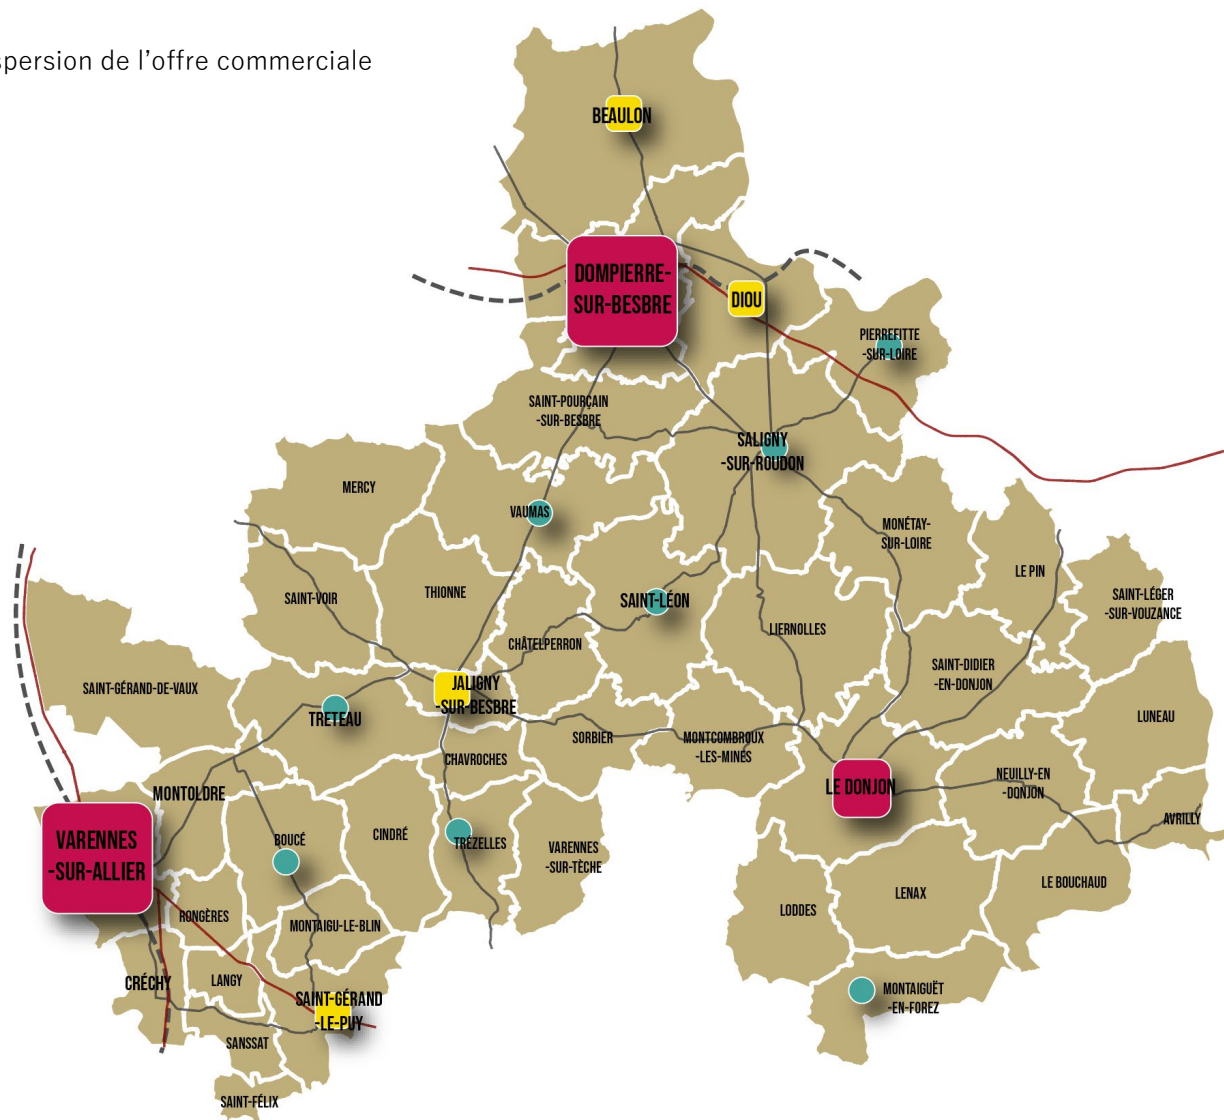 spersion de l'offre commerciale
BEAULON
DOMPIERRE-
SUR-BESBRE
DIOU
PIERREFITTE
-SUR-LOIRE
SAINT-POURÇAIN
-SUR-BESBRE
SALIGNY
-SUR-ROUDON
MERCY
VAUMAS
MONÉTAY-
SUR-LOIRE
LE PIN
SAINT-LÉGER
-SUR-VOUZANCE
THIONNE
SAINT-VOIR
SAINT-LÉON
LIERNOLLES
CHÂTELPERRON
SAINT-DIDIER
-EN-DONJON
SAINT-GÉRAND-DE-VAUX
JALIGNY
-SUR-BESBRE
TRETEAU
LUNEAU
SORBIER
MONTCOMBROUX
-LES-MINES
CHAVROCHES
NEUILLY-EN
-DONJON
LE DONJON
MONTOLDRE
AVRILLY
VARENNES
-SUR-ALLIER
BOUCÉ
CINDRÉ
TRÉZELLES
VARENNES
-SUR-TÈCHE
LE BOUCHAUD
LENAX
LODDES
RONGÈRES
MONTAIGU-LE-BLIN
CRÉCHY
LANGY
SAINT-GÉRAND
-LE-PUY
MONTAIGUËT
-EN-FOREZ
SANSSAT
SAINT-FÉLIX